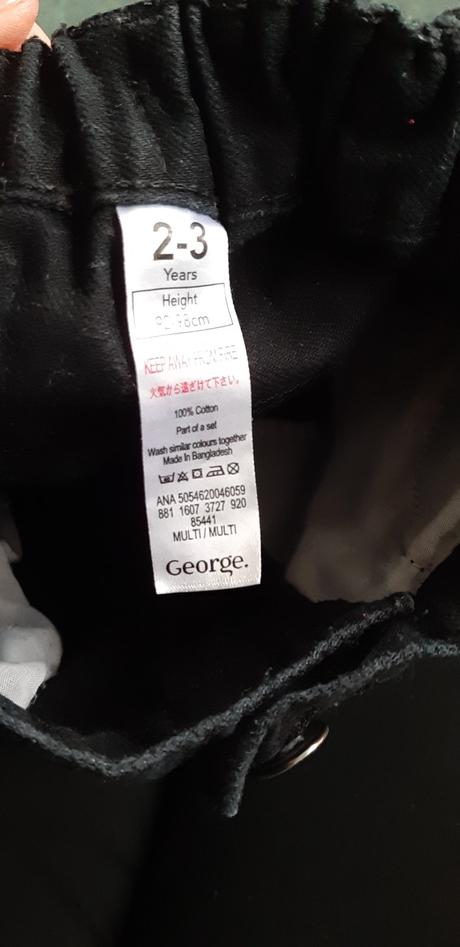 2-3
Years
Height
92-98cm
KEEP AWAY FROM FIRE
火気から遠ざけて下さい。
100% Cotton
Part of a set
Wash similar colours together
Made In Bangladesh
ANA 5054620046059
881 1607 3727 920
85441
MULTI / MULTI
George.